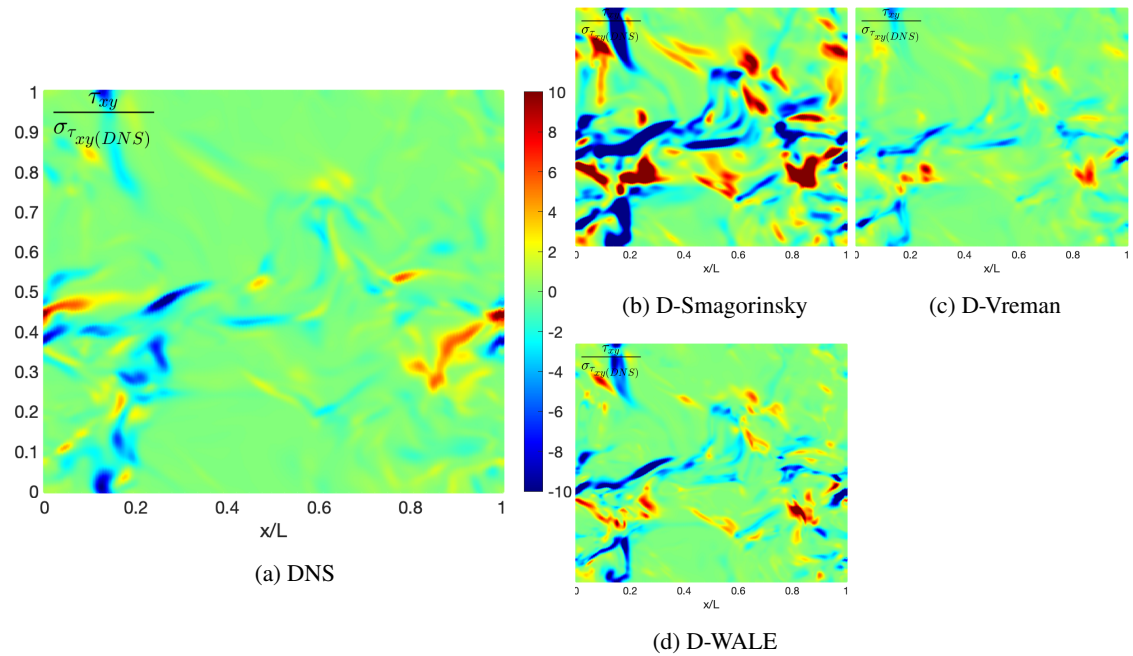 τxy
στxy(DNS)
1
0.9
0.8
0.7
0.6
0.5
0.4
0.3
0.2
0.1
0
0 0.2 0.4 0.6 0.8 1
x/L
(a) DNS
10
8
6
4
2
0
-2
-4
-6
-8
-10
τxy
στxy(DNS)
0 0.2 0.4 0.6 0.8 1
x/L
(b) D-Smagorinsky
τxy
στxy(DNS)
0 0.2 0.4 0.6 0.8 1
x/L
(c) D-Vreman
τxy
στxy(DNS)
0 0.2 0.4 0.6 0.8 1
x/L
(d) D-WALE